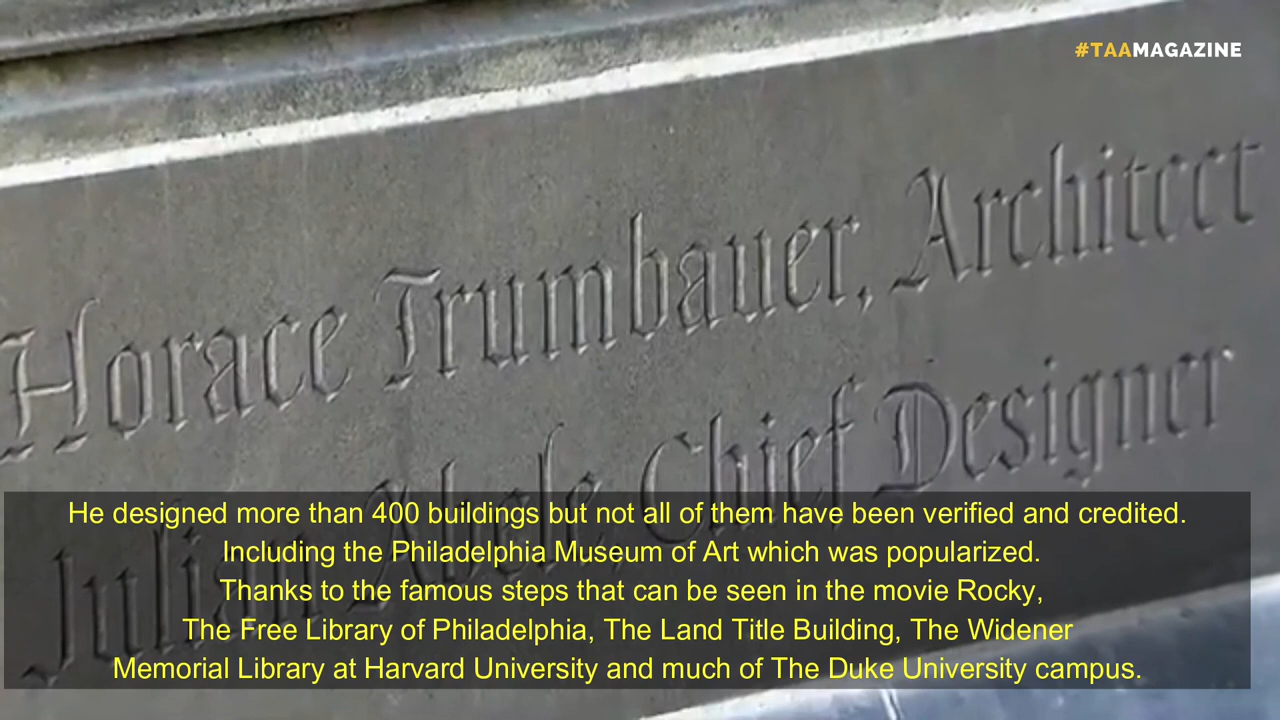 #TAAMAGAZINE
Horace Trumbauer, Architect
Julian Abele, Chief Designer
He designed more than 400 buildings but not all of them have been verified and credited.
Including the Philadelphia Museum of Art which was popularized.
Thanks to the famous steps that can be seen in the movie Rocky,
The Free Library of Philadelphia, The Land Title Building, The Widener
Memorial Library at Harvard University and much of The Duke University campus.